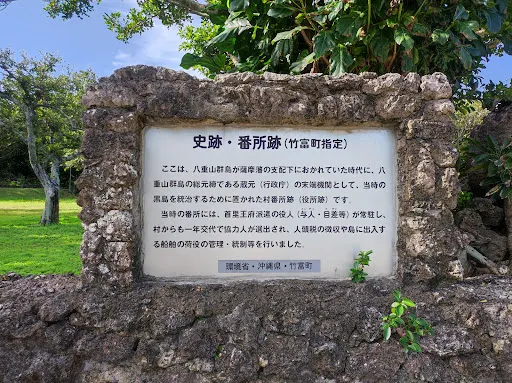 史跡・番所跡（竹富町指定）
ここは、八重山群島が薩摩藩の支配下におかれていた時代に、八
重山群島の総元締である蔵元（行政庁）の末端機関として、当時の
黒島を統治するために置かれた村番所跡（役所跡）です。
当時の番所には、首里王府派遣の役人（与人・目差等）が常駐し、
村からも一年交代で協力人が選出され、人頭税の徴収や島に出入す
る船舶の荷役の管理・統制等を行いました。
環境省・沖縄県・竹富町